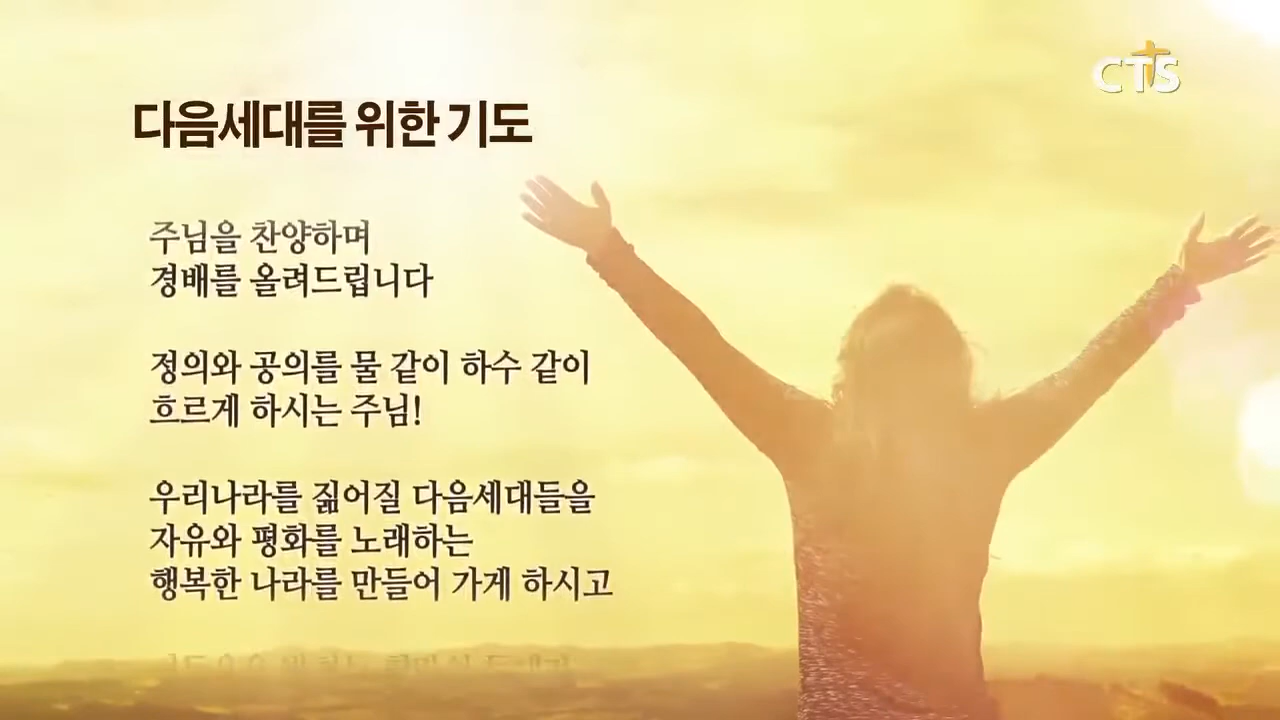 CTS
다음세대를 위한 기도
주님을 찬양하며
경배를 올려드립니다
정의와 공의를 물 같이 하수 같이
흐르게 하시는 주님!
우리나라를 짊어질 다음세대들을
자유와 평화를 노래하는
행복한 나라를 만들어 가게 하시고